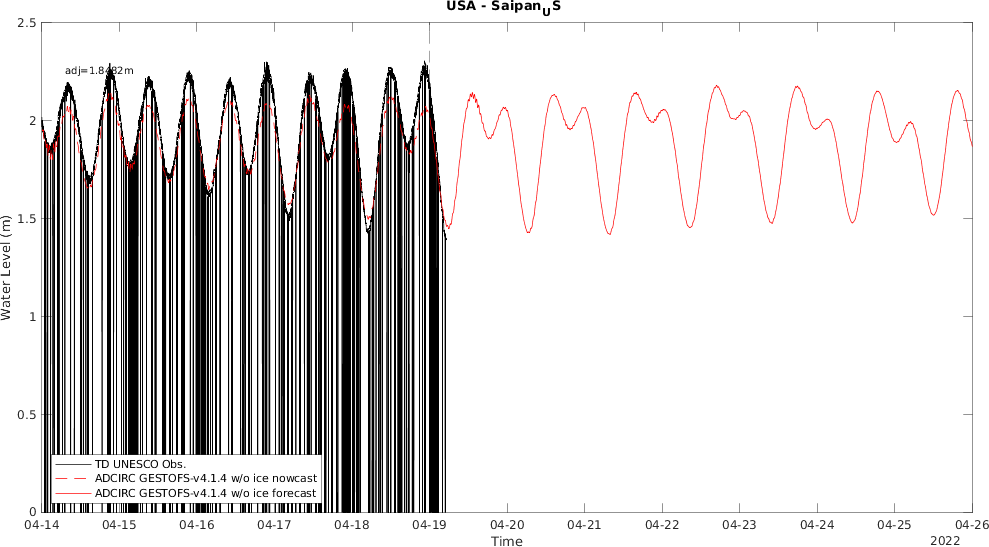 USA - Saipan_US
2.5
adj=1.8482m
2
1.5
Water Level (m)
1
0.5
TD UNESCO Obs.
ADCIRC GESTOFS-v4.1.4 w/o ice nowcast
ADCIRC GESTOFS-v4.1.4 w/o ice forecast
0
04-14 04-15 04-16 04-17 04-18 04-19 04-20 04-21 04-22 04-23 04-24 04-25 04-26
Time
2022